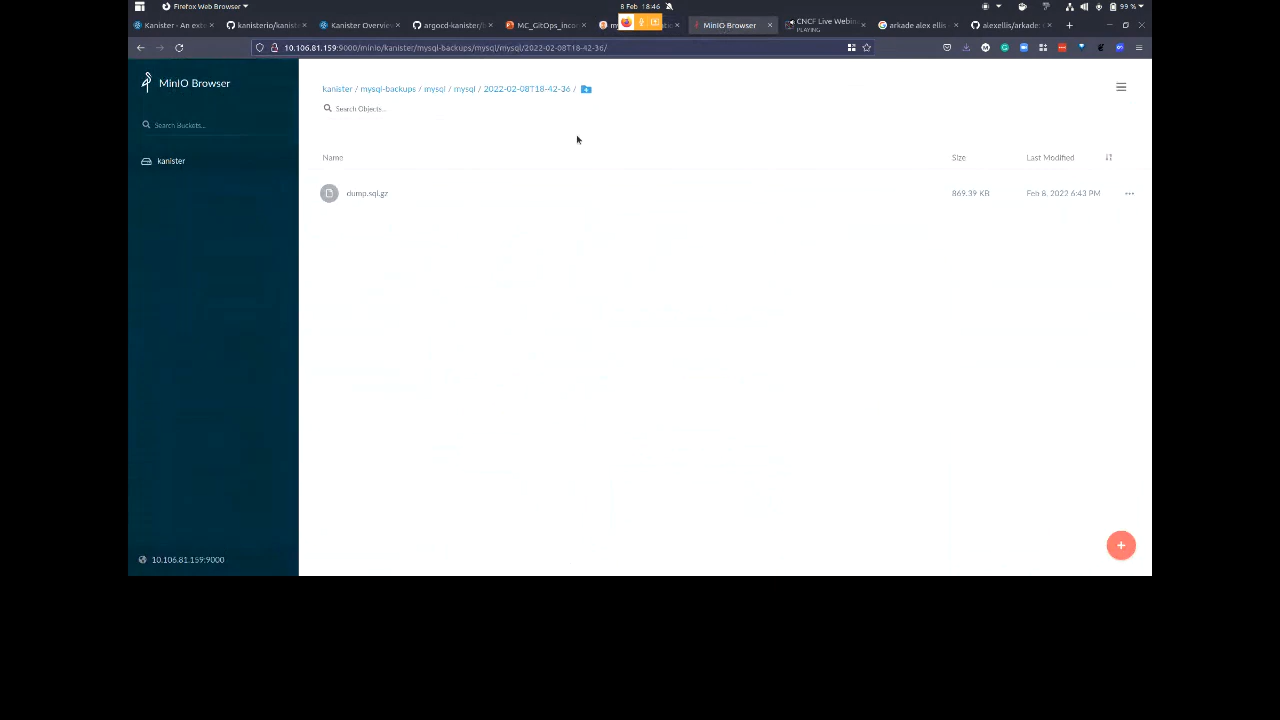 Firefox Web Browser
8 Feb 18:46
99 %
Kanister - An exte
kanisterio/kanist
Kanister Overview
argocd-kanister/
MC_GitOps_incon
MinIO Browser
CNCF Live Webina
PLAYING
arkade alex ellis
alexellis/arkade:
10.106.81.159:9000/minio/kanister/mysql-backups/mysql/mysql/2022-02-08T18-42-36/
MinIO Browser
Search Buckets...
kanister
10.106.81.159:9000
kanister / mysql-backups / mysql / mysql / 2022-02-08T18-42-36 /
Search Objects...
Name Size Last Modified
dump.sql.gz 869.39 KB Feb 8, 2022 6:43 PM